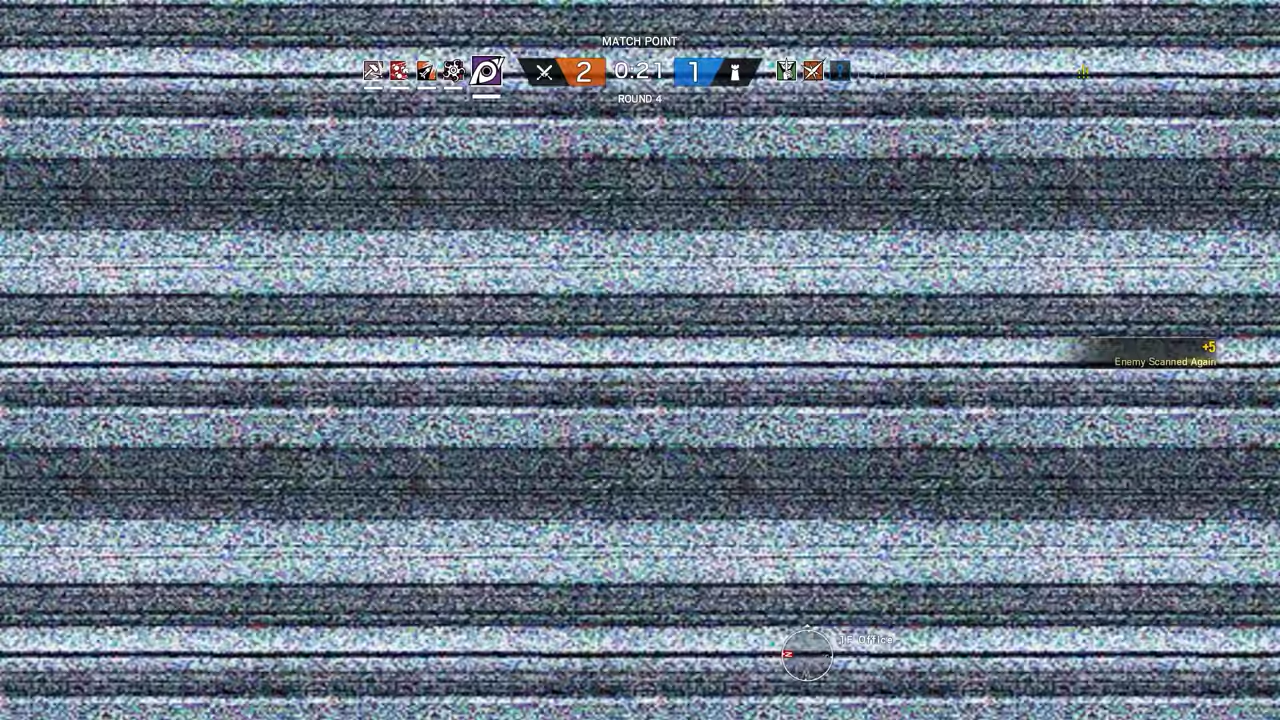 MATCH POINT
2 0:21 1
ROUND 4
+5
Enemy Scanned Again
N
1F Office